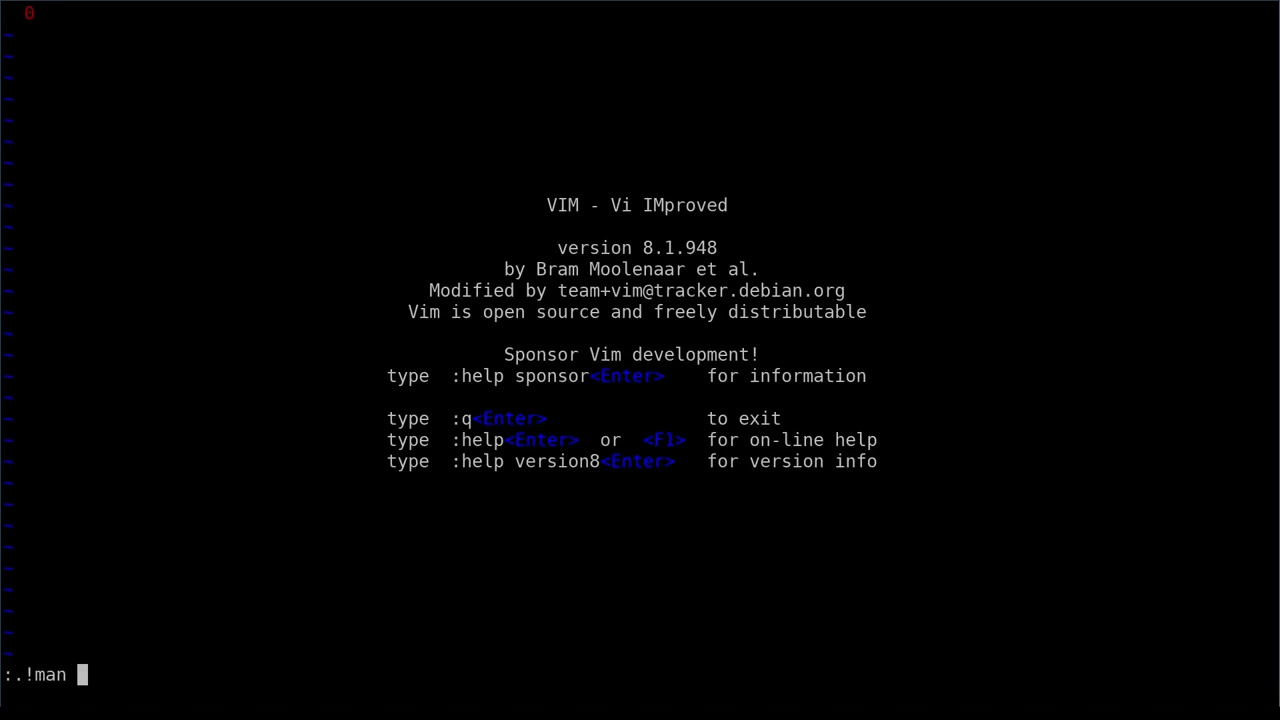 0
~
~
~
~
~
~
~
~
~ VIM - Vi IMproved
~
~ version 8.1.948
~ by Bram Moolenaar et al.
~ Modified by team+vim@tracker.debian.org
~ Vim is open source and freely distributable
~
~ Sponsor Vim development!
~ type :help sponsor<Enter> for information
~
~ type :q<Enter> to exit
~ type :help<Enter> or <F1> for on-line help
~ type :help version8<Enter> for version info
~
~
~
~
~
~
~
~
~
:.!man